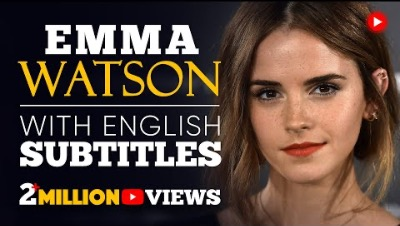 EMMA
WATSON
WITH ENGLISH
SUBTITLES
2+MILLION VIEWS